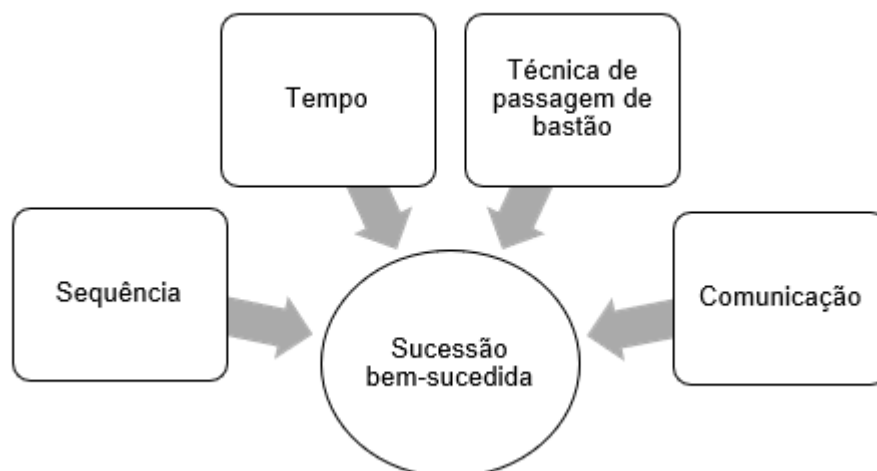 Tempo
Técnica de
passagem de
bastão
Sequência
Comunicação
Sucessão
bem-sucedida